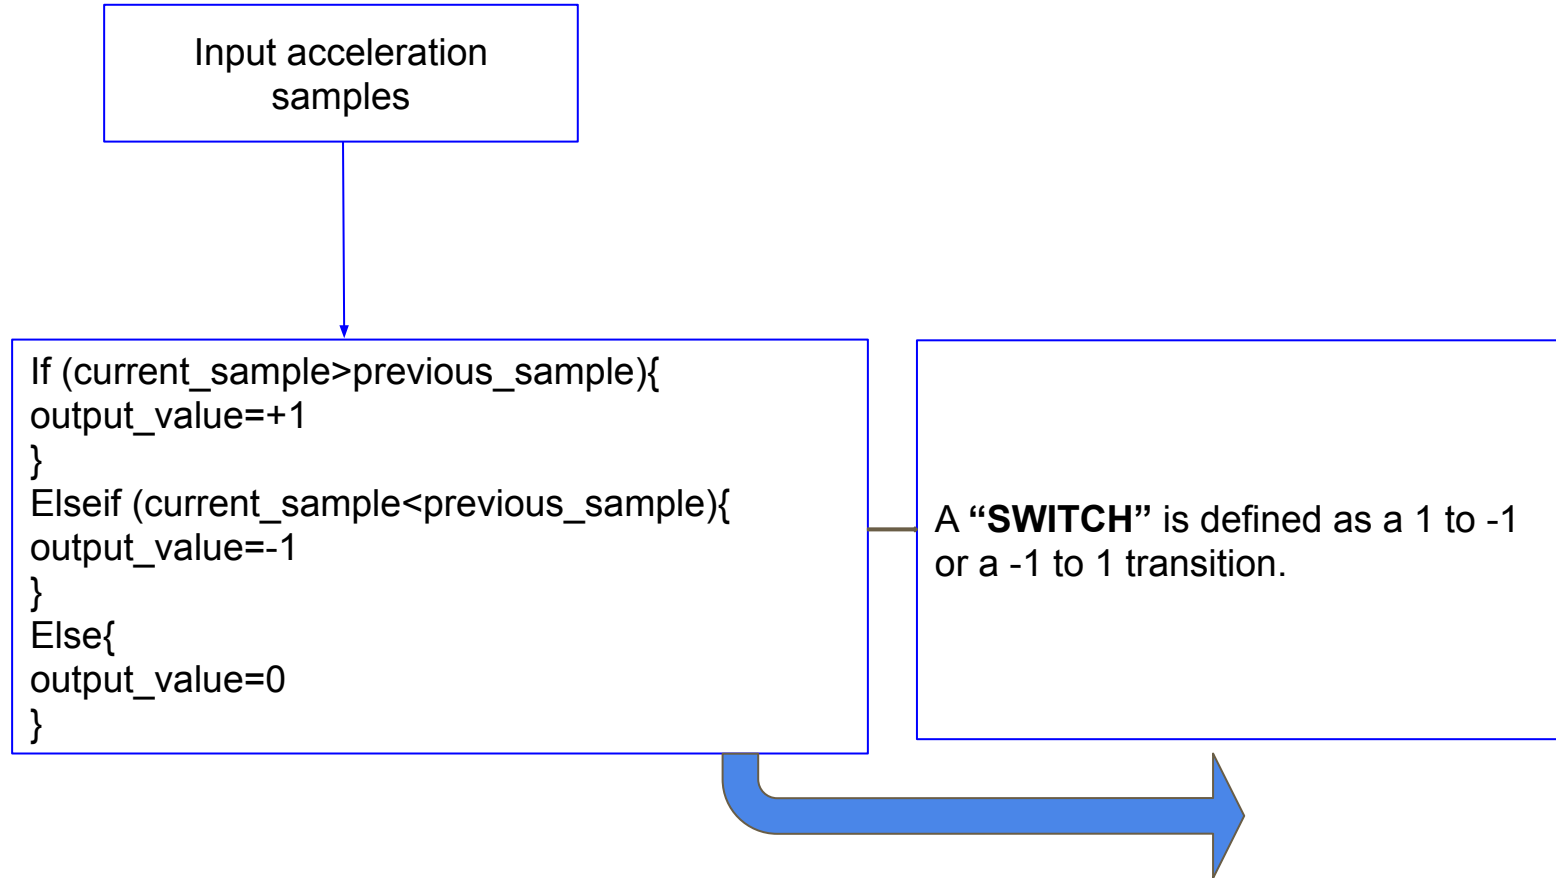 Input acceleration
samples
If (current_sample>previous_sample){
output_value=+1
}
Elseif (current_sample<previous_sample){
output_value=-1
}
Else{
output_value=0
}
A “SWITCH” is defined as a 1 to -1
or a -1 to 1 transition.